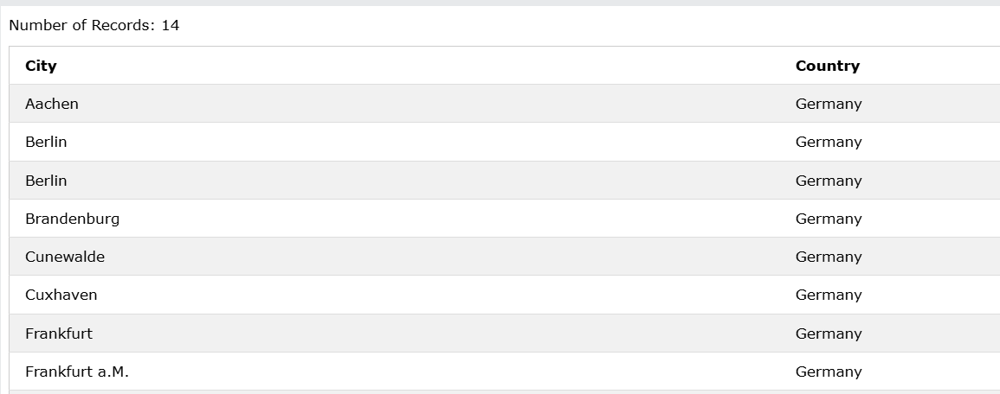 Number of Records: 14
City Country
Aachen Germany
Berlin Germany
Berlin Germany
Brandenburg Germany
Cunewalde Germany
Cuxhaven Germany
Frankfurt Germany
Frankfurt a.M. Germany